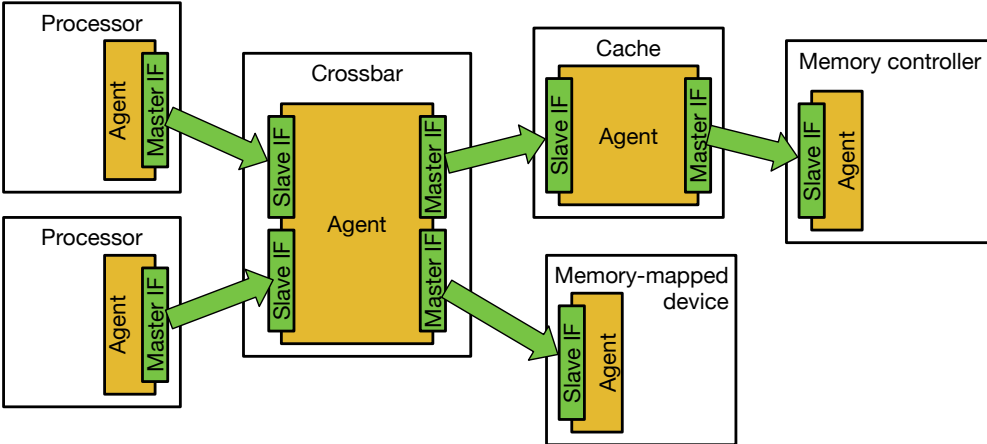 Processor
Agent
Master IF
Processor
Agent
Master IF
Crossbar
Slave IF
Slave IF
Agent
Master IF
Master IF
Cache
Slave IF
Agent
Master IF
Memory controller
Slave IF
Agent
Memory-mapped
device
Slave IF
Agent